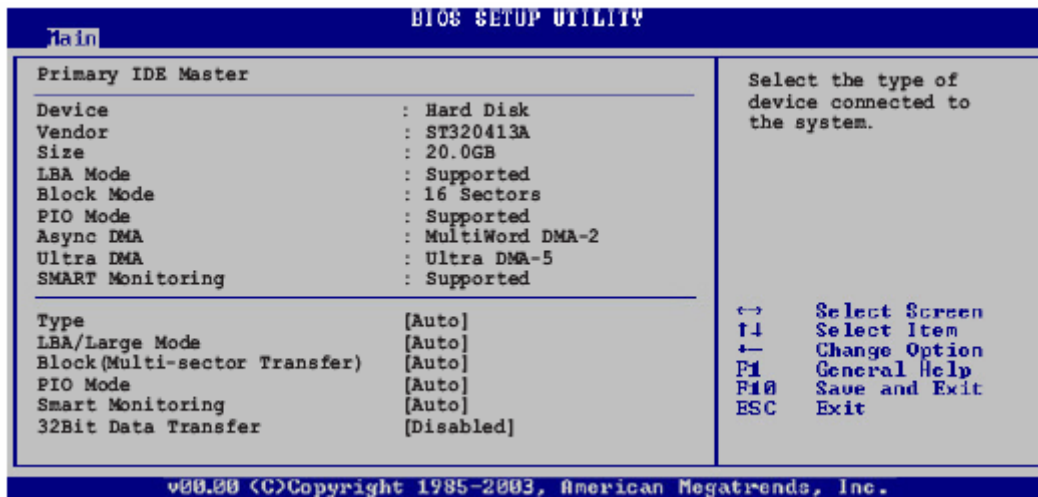 BIOS SETUP UTILITY
Main
Primary IDE Master
Device : Hard Disk
Vendor : ST320413A
Size : 20.0GB
LBA Mode : Supported
Block Mode : 16 Sectors
PIO Mode : Supported
Async DMA : MultiWord DMA-2
Ultra DMA : Ultra DMA-5
SMART Monitoring : Supported
Type [Auto]
LBA/Large Mode [Auto]
Block(Multi-sector Transfer) [Auto]
PIO Mode [Auto]
Smart Monitoring [Auto]
32Bit Data Transfer [Disabled]
Select the type of
device connected to
the system.
↔ Select Screen
↑↓ Select Item
+- Change Option
F1 General Help
F10 Save and Exit
ESC Exit
v00.00 (C)Copyright 1985-2003, American Megatrends, Inc.